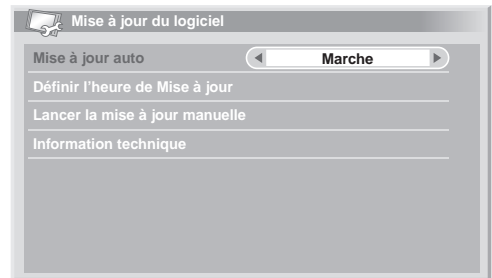 Mise à jour du logiciel
Mise à jour auto Marche
Définir l'heure de Mise à jour
Lancer la mise à jour manuelle
Information technique